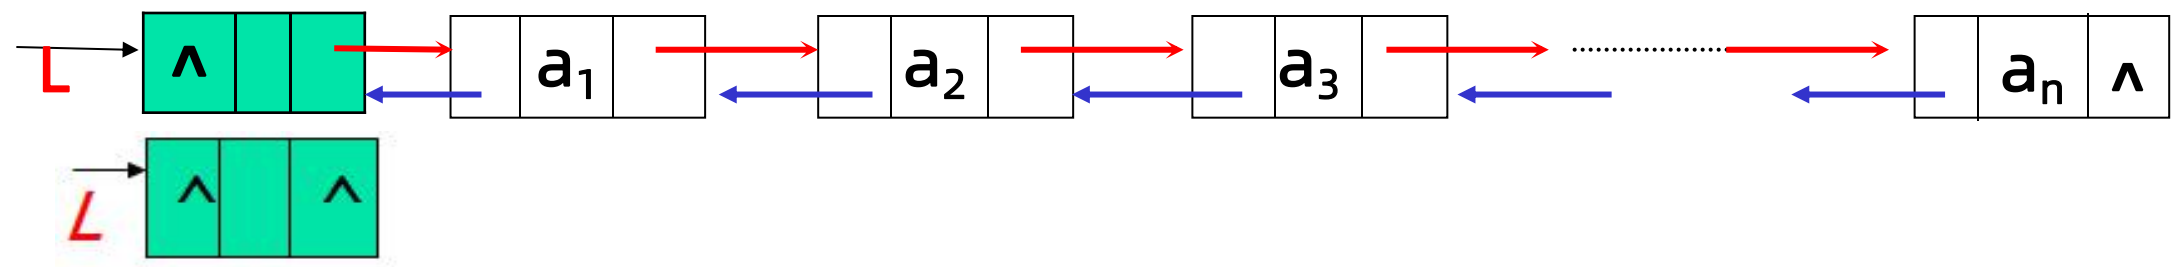 L ∧ a₁ a₂ a₃ ............ aₙ ∧
L ∧ ∧